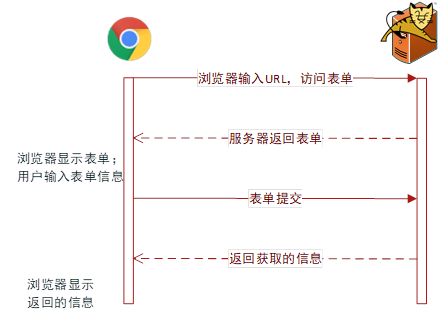 浏览器输入URL，访问表单
服务器返回表单
浏览器显示表单；
用户输入表单信息
表单提交
返回获取的信息
浏览器显示
返回的信息